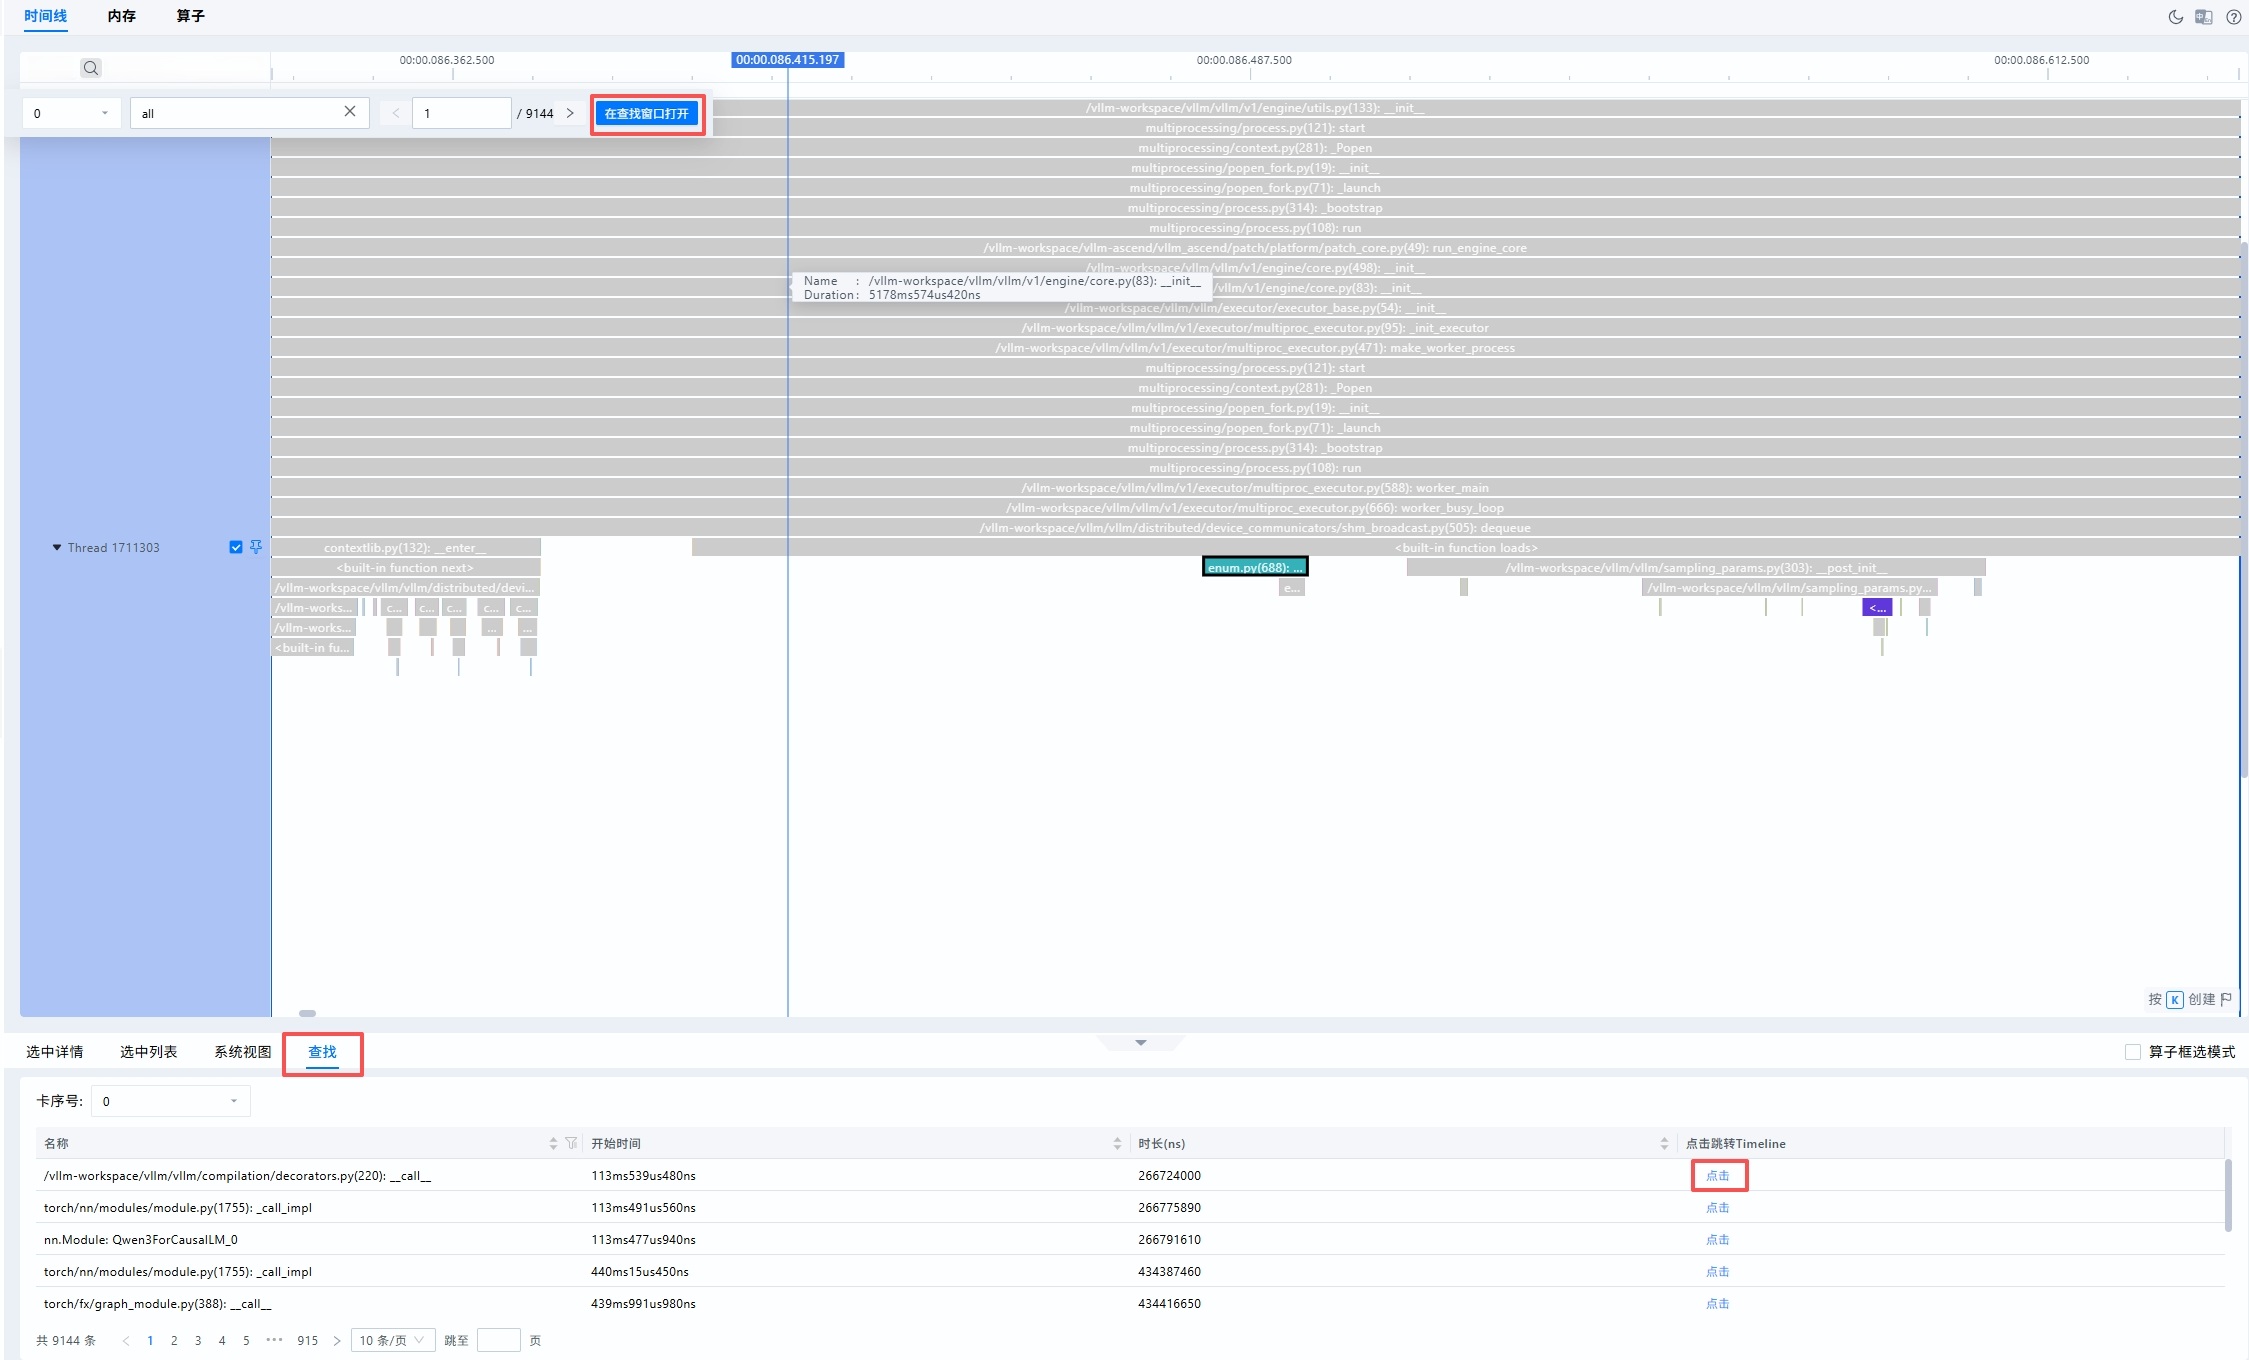 时间线 内存 算子
00:00.086.362.500 00:00.086.415.197 00:00.086.487.500 00:00.086.612.500
0 all 1 / 9144 在查找窗口打开
/vllm-workspace/vllm/vllm/v1/engine/utils.py(133): __init__
multiprocessing/process.py(121): start
multiprocessing/context.py(281): _Popen
multiprocessing/popen_fork.py(19): __init__
multiprocessing/popen_fork.py(71): _launch
multiprocessing/process.py(314): _bootstrap
multiprocessing/process.py(108): run
/vllm-workspace/vllm-ascend/vllm_ascend/patch/platform/patch_core.py(49): run_engine_core
/vllm-workspace/vllm/vllm/v1/engine/core.py(498): __init__
Name : /vllm-workspace/vllm/vllm/v1/engine/core.py(83): __init__
Duration: 5178ms574us420ns
/vllm/v1/engine/core.py(83): __init__
/vllm-workspace/vllm/vllm/executor/executor_base.py(54): __init__
/vllm-workspace/vllm/vllm/v1/executor/multiproc_executor.py(95): _init_executor
/vllm-workspace/vllm/vllm/v1/executor/multiproc_executor.py(471): make_worker_process
multiprocessing/process.py(121): start
multiprocessing/context.py(281): _Popen
multiprocessing/popen_fork.py(19): __init__
multiprocessing/popen_fork.py(71): _launch
multiprocessing/process.py(314): _bootstrap
multiprocessing/process.py(108): run
/vllm-workspace/vllm/vllm/v1/executor/multiproc_executor.py(588): worker_main
/vllm-workspace/vllm/vllm/v1/executor/multiproc_executor.py(666): worker_busy_loop
/vllm-workspace/vllm/vllm/distributed/device_communicators/shm_broadcast.py(505): dequeue
Thread 1711303 contextlib.py(132): __enter__ <built-in function loads>
<built-in function next> enum.py(688): ... /vllm-workspace/vllm/vllm/sampling_params.py(303): __post_init__
/vllm-workspace/vllm/vllm/distributed/devi... e... /vllm-workspace/vllm/vllm/sampling_params.py...
/vllm-works... c... c... c... c... c... <...
/vllm-works... ... ...
<built-in fu...
按 K 创建
选中详情 选中列表 系统视图 查找 算子框选模式
卡序号: 0
名称 开始时间 时长(ns) 点击跳转Timeline
/vllm-workspace/vllm/vllm/compilation/decorators.py(220): __call__ 113ms539us480ns 266724000 点击
torch/nn/modules/module.py(1755): _call_impl 113ms491us560ns 266775890 点击
nn.Module: Qwen3ForCausalLM_0 113ms477us940ns 266791610 点击
torch/nn/modules/module.py(1755): _call_impl 440ms15us450ns 434387460 点击
torch/fx/graph_module.py(388): __call__ 439ms991us980ns 434416650 点击
共 9144 条 < 1 2 3 4 5 ••• 915 > 10 条/页 跳至 页